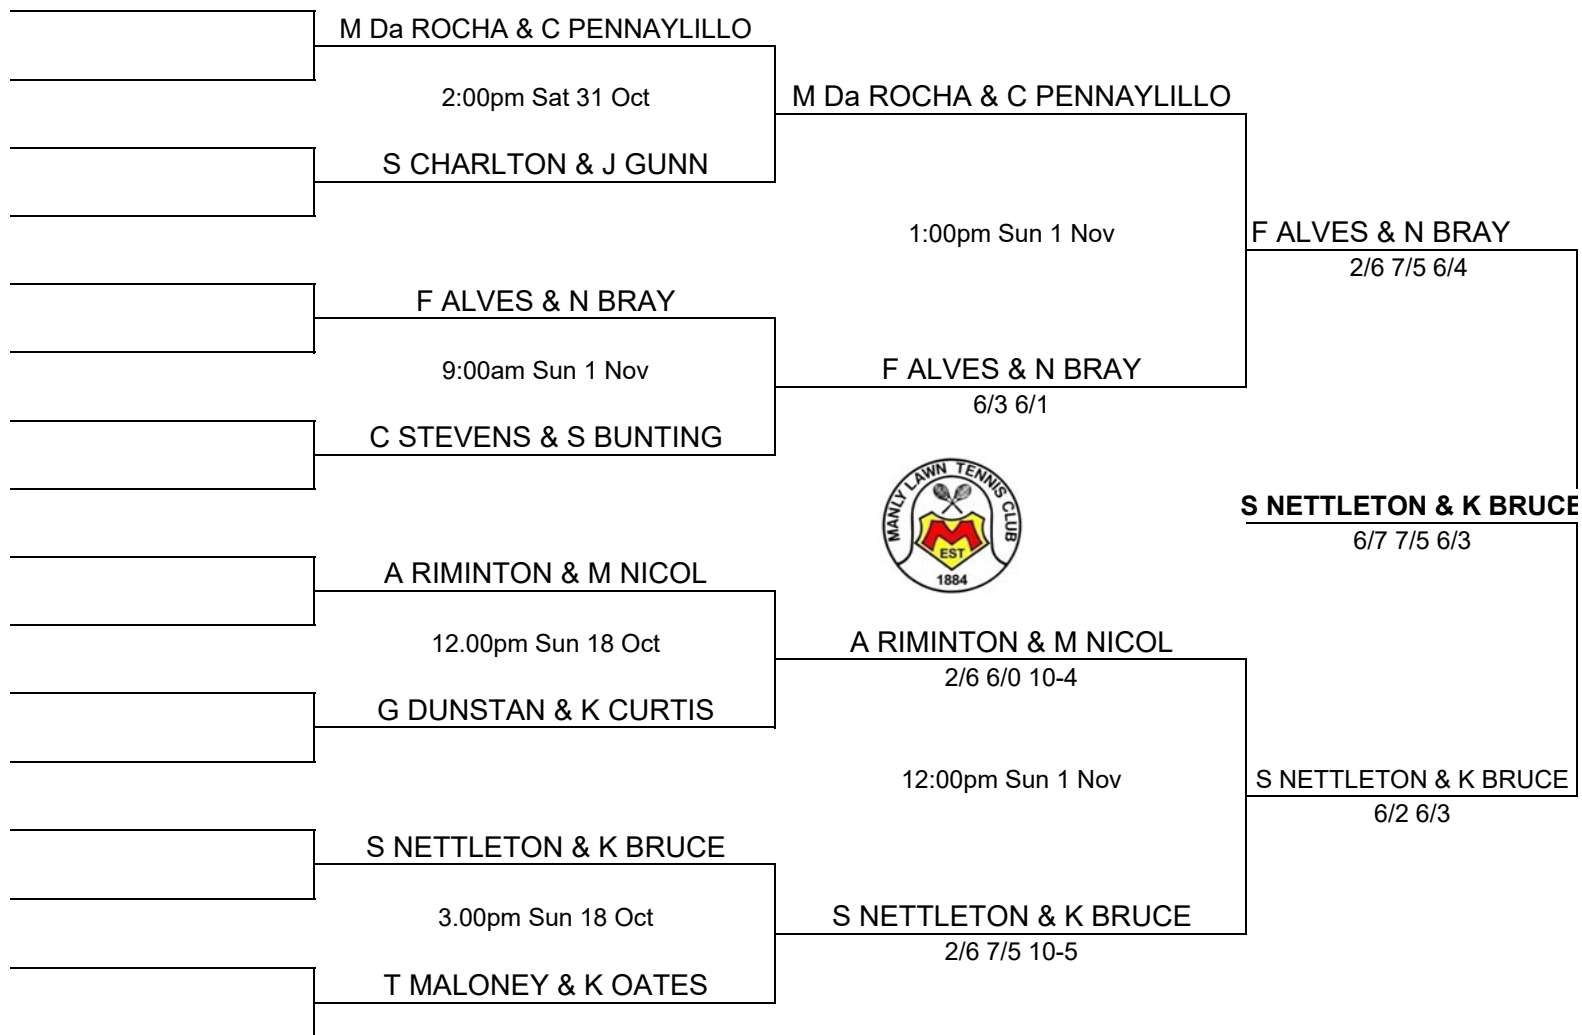 M Da ROCHA & C PENNAYLILLO
2:00pm Sat 31 Oct
S CHARLTON & J GUNN
F ALVES & N BRAY
9:00am Sun 1 Nov
C STEVENS & S BUNTING
A RIMINTON & M NICOL
12.00pm Sun 18 Oct
G DUNSTAN & K CURTIS
S NETTLETON & K BRUCE
3.00pm Sun 18 Oct
T MALONEY & K OATES
M Da ROCHA & C PENNAYLILLO
1:00pm Sun 1 Nov
F ALVES & N BRAY
6/3 6/1
MANLY LAWN TENNIS CLUB
M
EST
1884
A RIMINTON & M NICOL
2/6 6/0 10-4
12:00pm Sun 1 Nov
S NETTLETON & K BRUCE
2/6 7/5 10-5
F ALVES & N BRAY
2/6 7/5 6/4
S NETTLETON & K BRUCE
6/7 7/5 6/3
S NETTLETON & K BRUCE
6/2 6/3